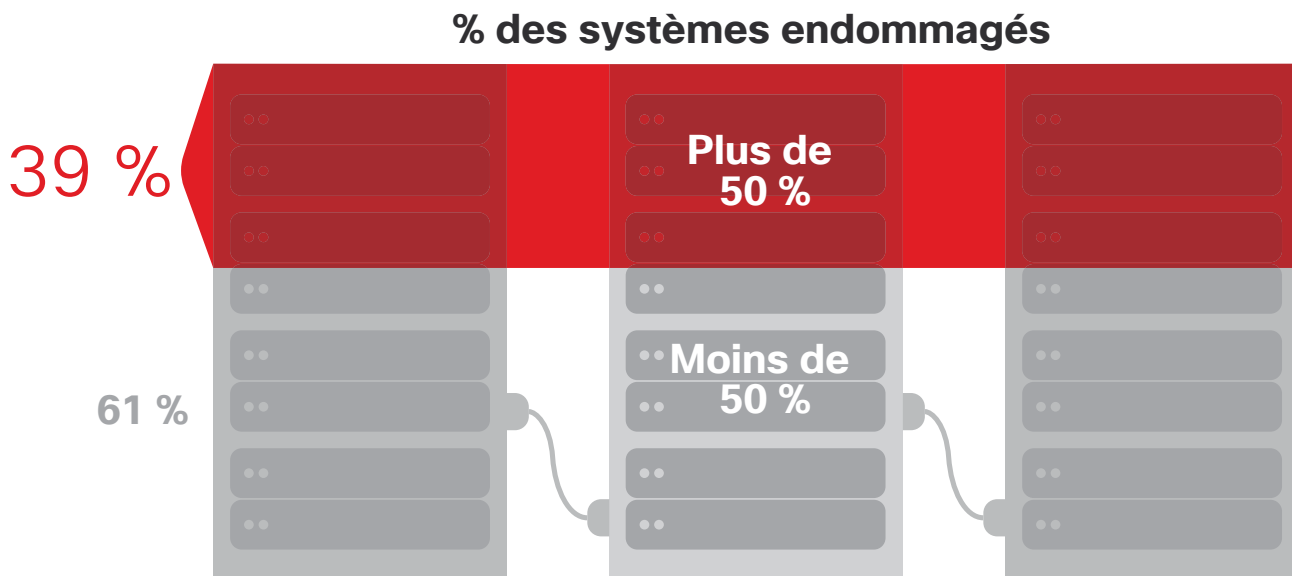 % des systèmes endommagés
39 %
Plus de
50 %
Moins de
50 %
61 %